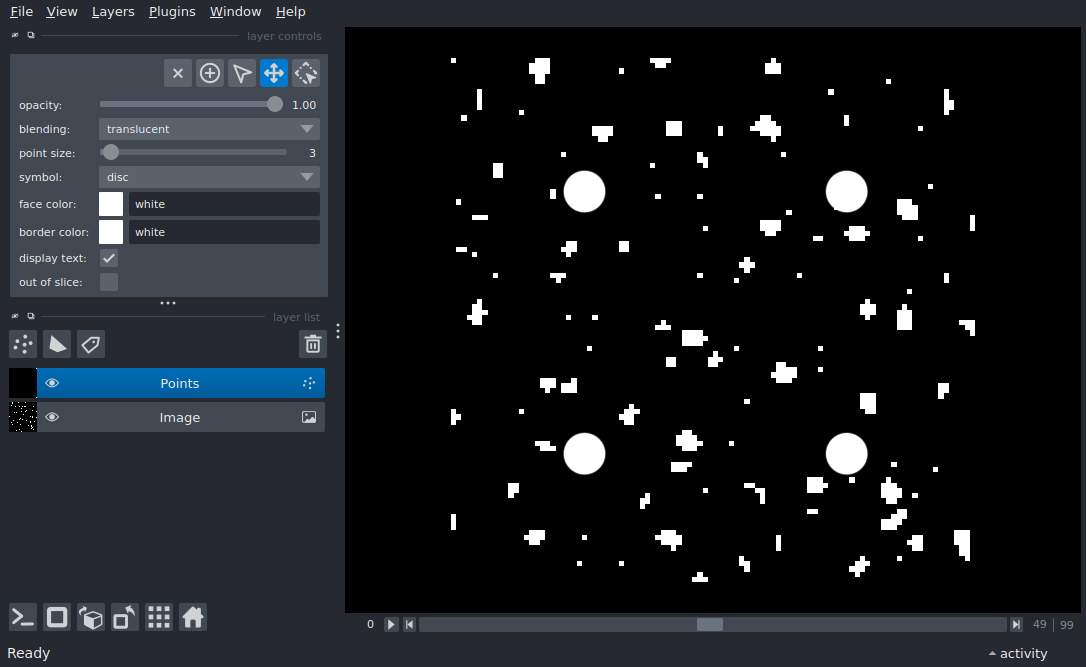 File View Layers Plugins Window Help
layer controls
opacity: 1.00
blending: translucent
point size: 3
symbol: disc
face color: white
border color: white
display text:
out of slice:
layer list
Points
Image
0 49 99
Ready activity